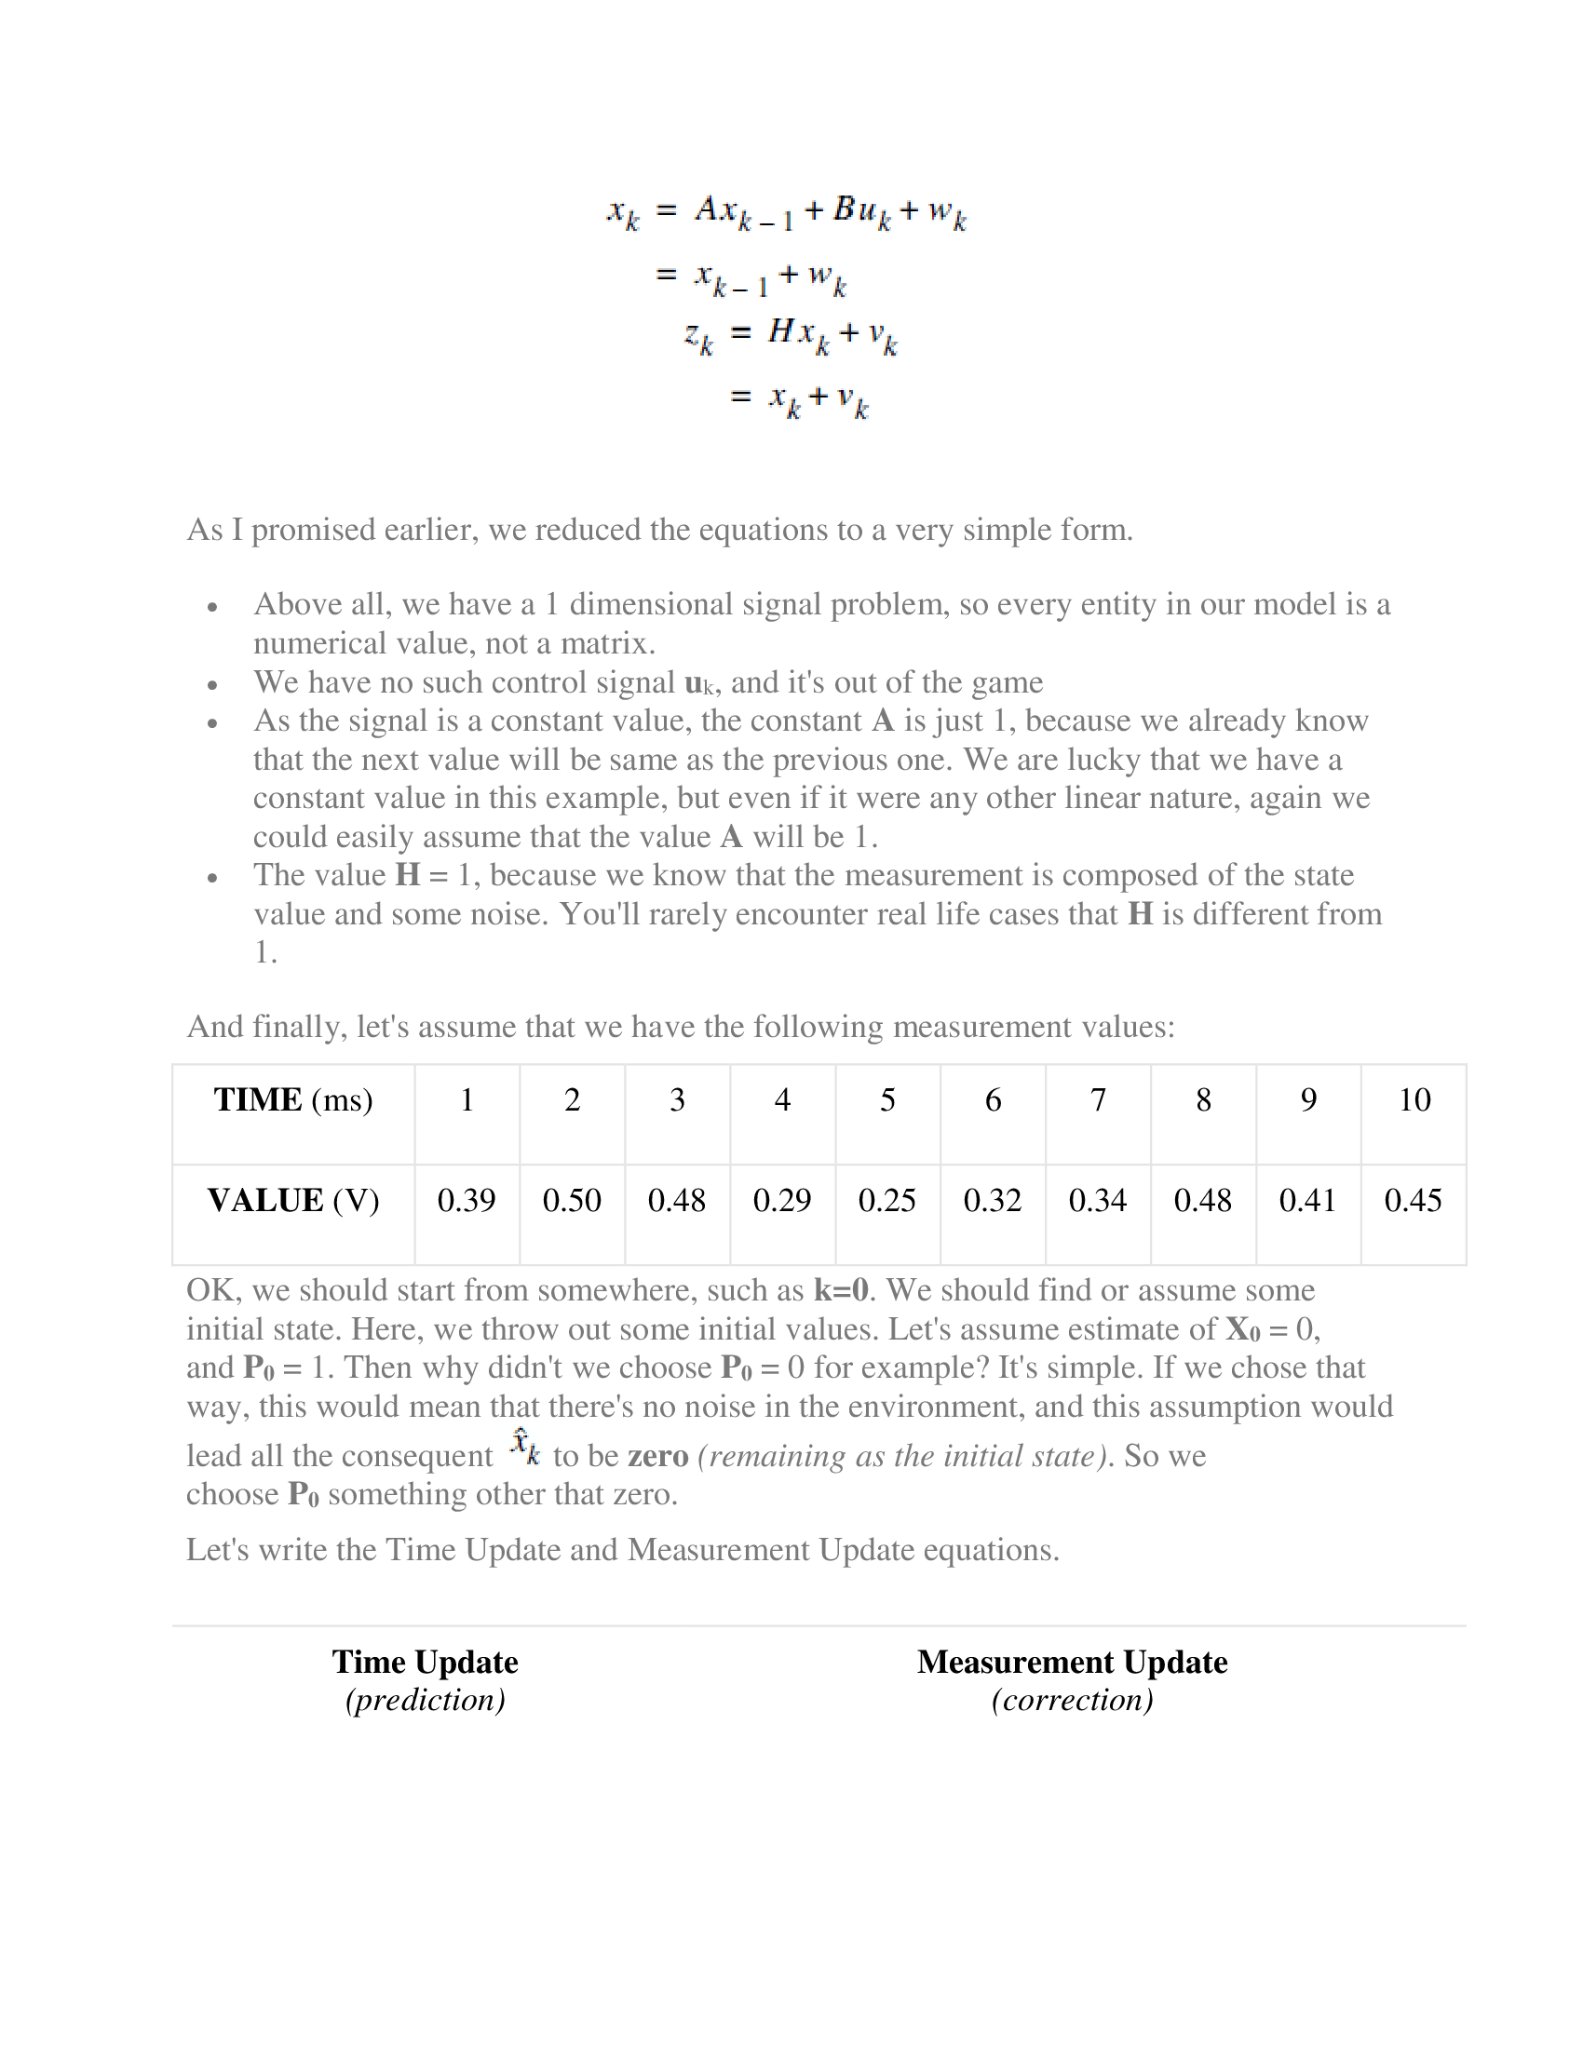 x_k = Ax_{k-1} + Bu_k + w_k
= x_{k-1} + w_k
z_k = Hx_k + v_k
= x_k + v_k
As I promised earlier, we reduced the equations to a very simple form.
• Above all, we have a 1 dimensional signal problem, so every entity in our model is a
numerical value, not a matrix.
• We have no such control signal u_k, and it's out of the game
• As the signal is a constant value, the constant A is just 1, because we already know
that the next value will be same as the previous one. We are lucky that we have a
constant value in this example, but even if it were any other linear nature, again we
could easily assume that the value A will be 1.
• The value H = 1, because we know that the measurement is composed of the state
value and some noise. You'll rarely encounter real life cases that H is different from
1.
And finally, let's assume that we have the following measurement values:
TIME (ms) 1 2 3 4 5 6 7 8 9 10
VALUE (V) 0.39 0.50 0.48 0.29 0.25 0.32 0.34 0.48 0.41 0.45
OK, we should start from somewhere, such as k=0. We should find or assume some
initial state. Here, we throw out some initial values. Let's assume estimate of X_0 = 0,
and P_0 = 1. Then why didn't we choose P_0 = 0 for example? It's simple. If we chose that
way, this would mean that there's no noise in the environment, and this assumption would
lead all the consequent x̂_k to be zero (remaining as the initial state). So we
choose P_0 something other that zero.
Let's write the Time Update and Measurement Update equations.
Time Update Measurement Update
(prediction) (correction)